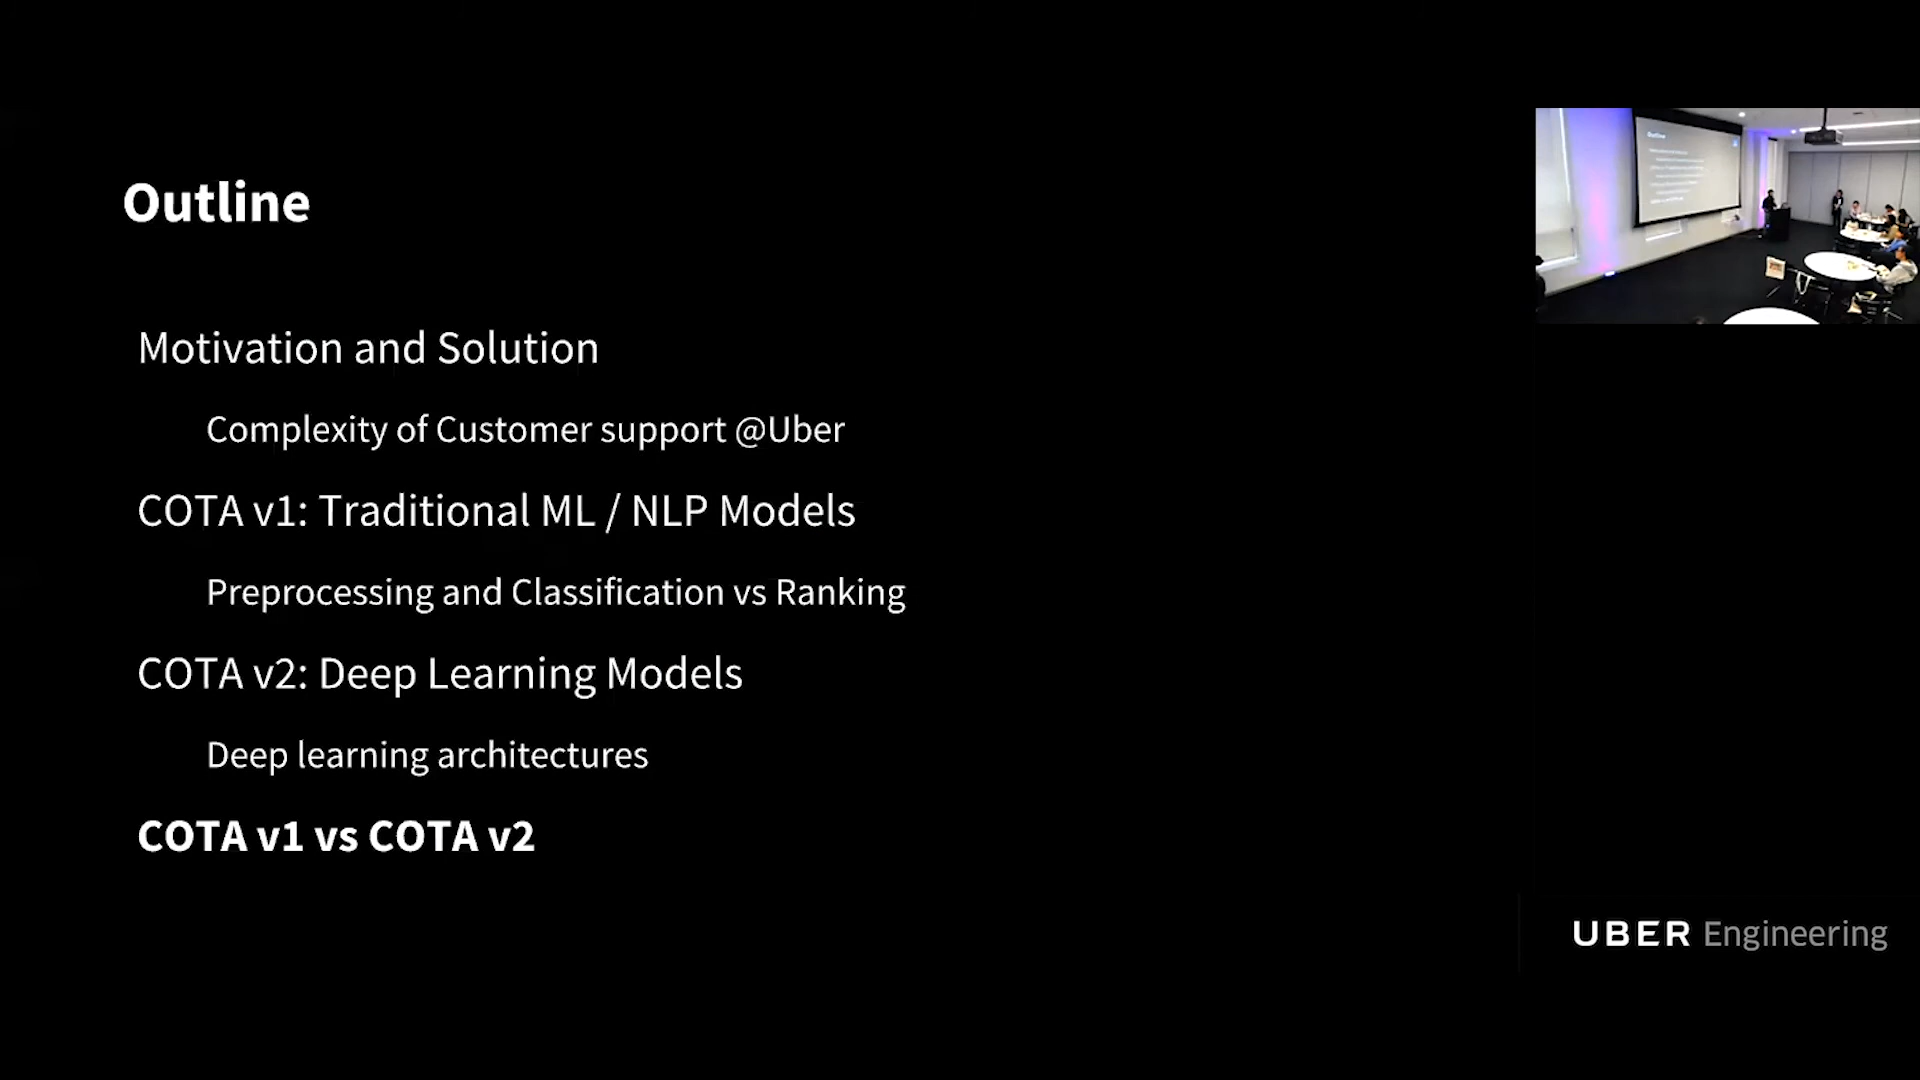 Outline
Motivation and Solution
Complexity of Customer support @Uber
COTA v1: Traditional ML / NLP Models
Preprocessing and Classification vs Ranking
COTA v2: Deep Learning Models
Deep learning architectures
COTA v1 vs COTA v2
UBER Engineering